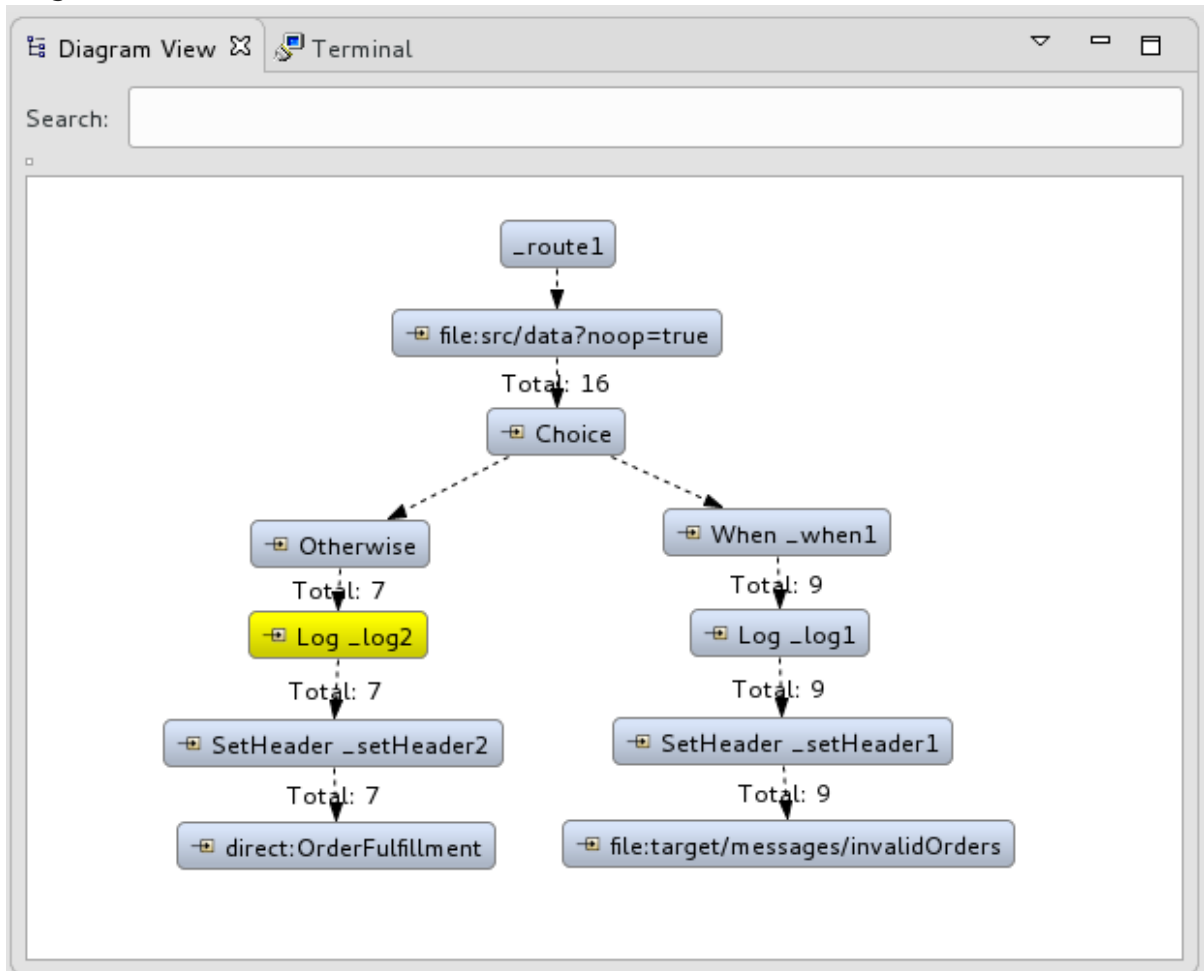 Diagram View Terminal
Search:
_route1
file:src/data?noop=true
Total: 16
Choice
Otherwise
When _when1
Total: 7
Total: 9
Log _log2
Log _log1
Total: 7
Total: 9
SetHeader _setHeader2
SetHeader _setHeader1
Total: 7
Total: 9
direct:OrderFulfillment
file:target/messages/invalidOrders